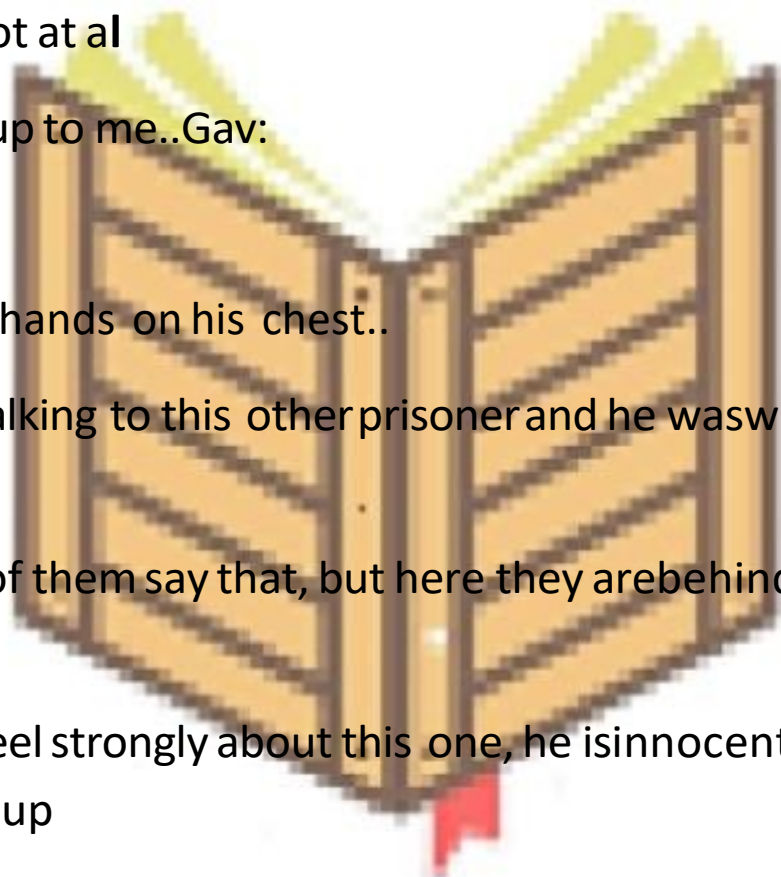 ot at al
up to me..Gav:
hands on his chest..
alking to this other prisoner and he wasw
of them say that, but here they arebehind
eel strongly about this one, he isinnocent
up